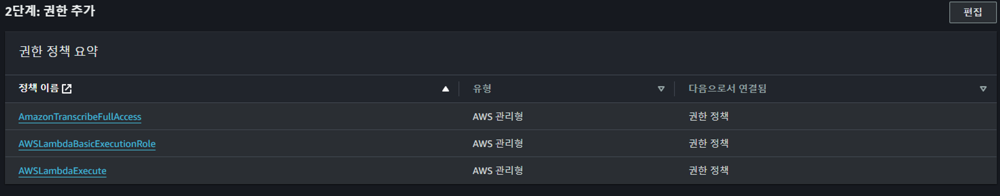 2단계: 권한 추가
편집
권한 정책 요약
정책 이름 유형 다음으로서 연결됨
AmazonTranscribeFullAccess AWS 관리형 권한 정책
AWSLambdaBasicExecutionRole AWS 관리형 권한 정책
AWSLambdaExecute AWS 관리형 권한 정책